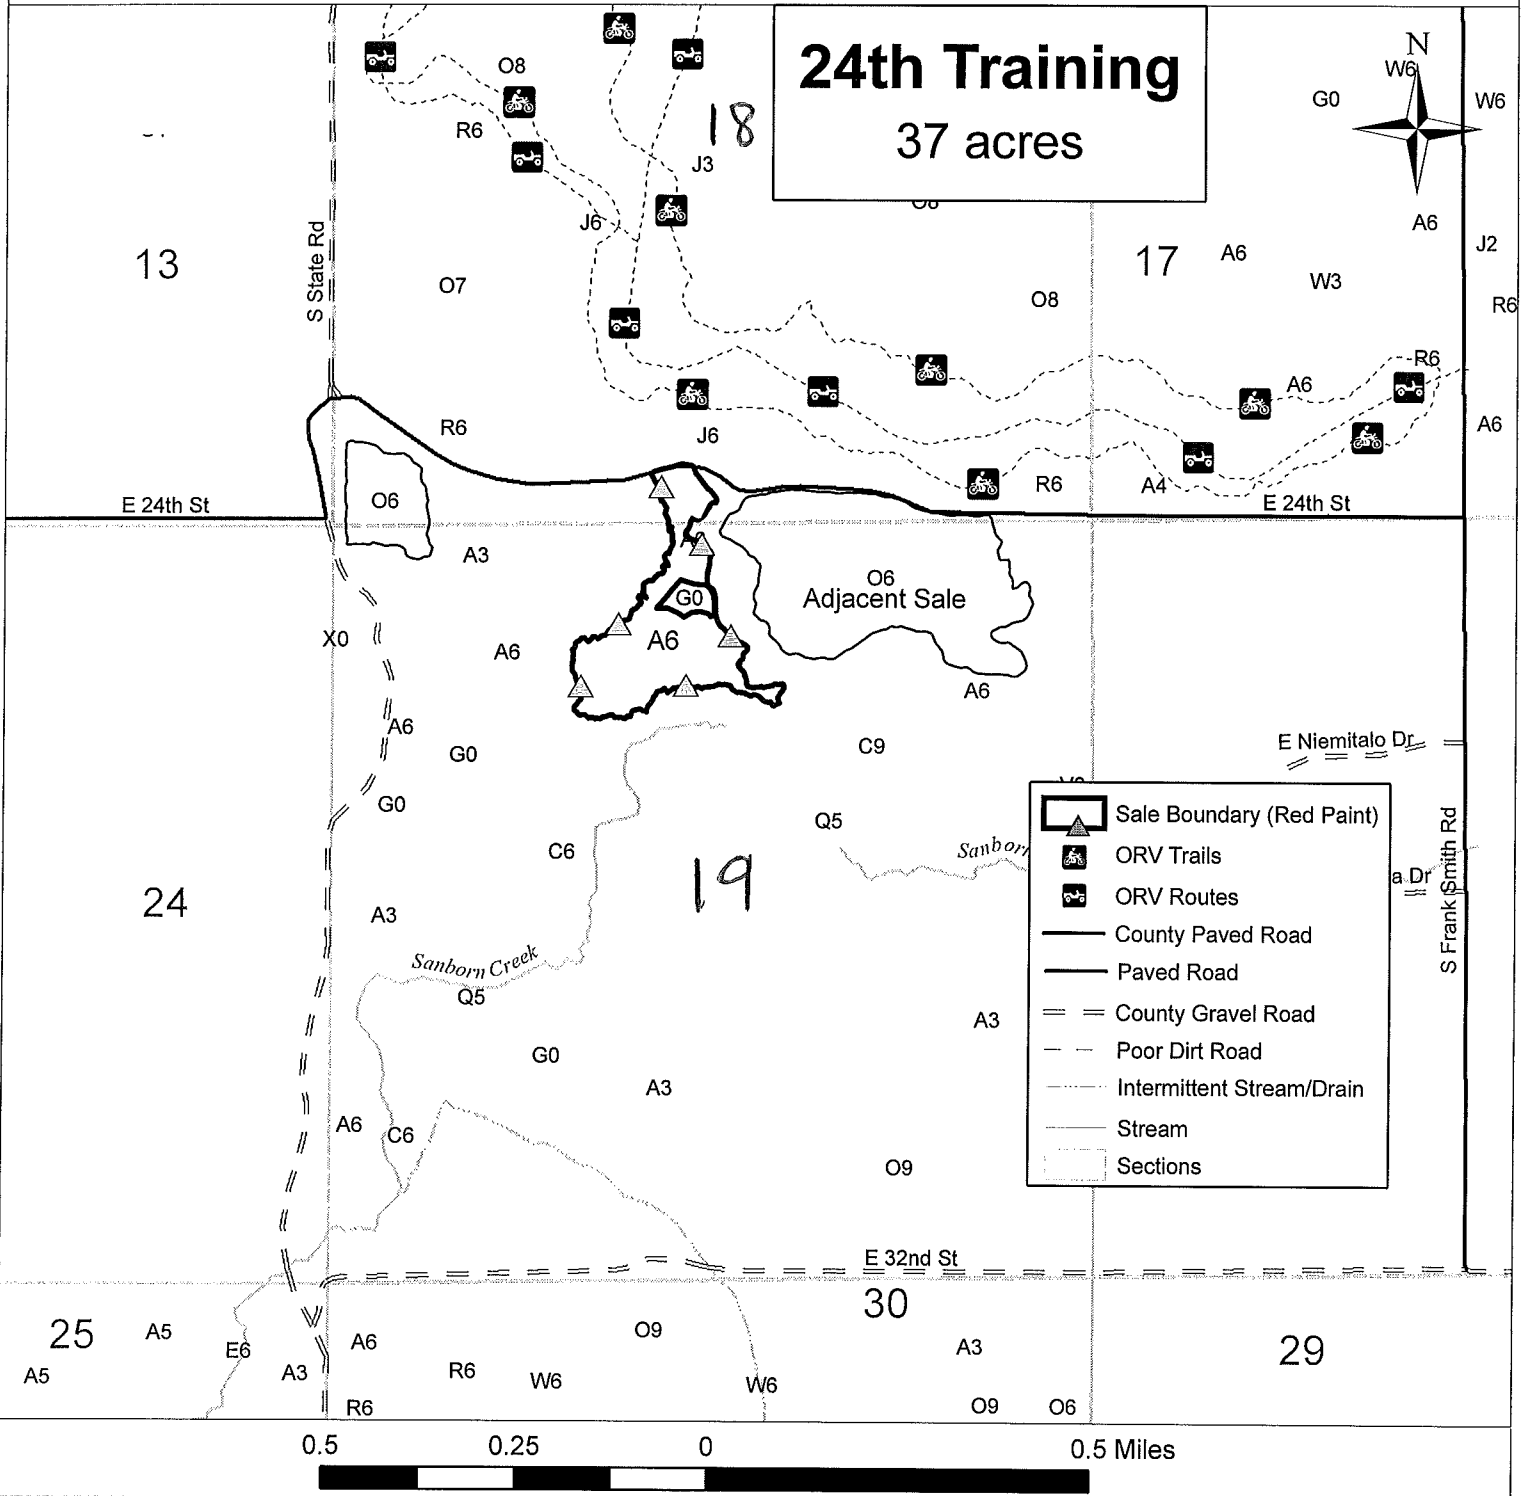 24th Training
37 acres
N
W6
G0
W6
O8
R6
18
J3
J6
O8
A6
J2
13
S State Rd
O7
17
A6
W3
O8
R6
R6
A6
A6
R6
J6
R6
A4
E 24th St
O6
E 24th St
A3
O6
Adjacent Sale
G0
X0
A6
A6
A6
A6
G0
C9
E Niemitalo Dr
G0
Q5
C6
Sanborn
19
a Dr
S Frank Smith Rd
24
A3
Sanborn Creek
Q5
A3
G0
A3
A6
C6
O9
Sale Boundary (Red Paint)
ORV Trails
ORV Routes
County Paved Road
Paved Road
County Gravel Road
Poor Dirt Road
Intermittent Stream/Drain
Stream
Sections
E 32nd St
30
25
A5
E6
A6
O9
A3
29
A5
A3
R6
W6
W6
R6
O9
O6
0.5
0.25
0
0.5 Miles